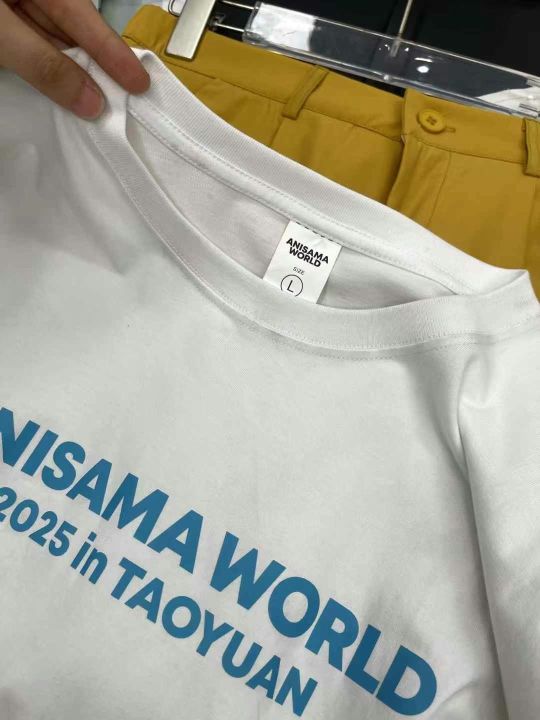 ANISAMA
WORLD
SIZE
L
NISAMA WORLD
2025 in TAOYUAN